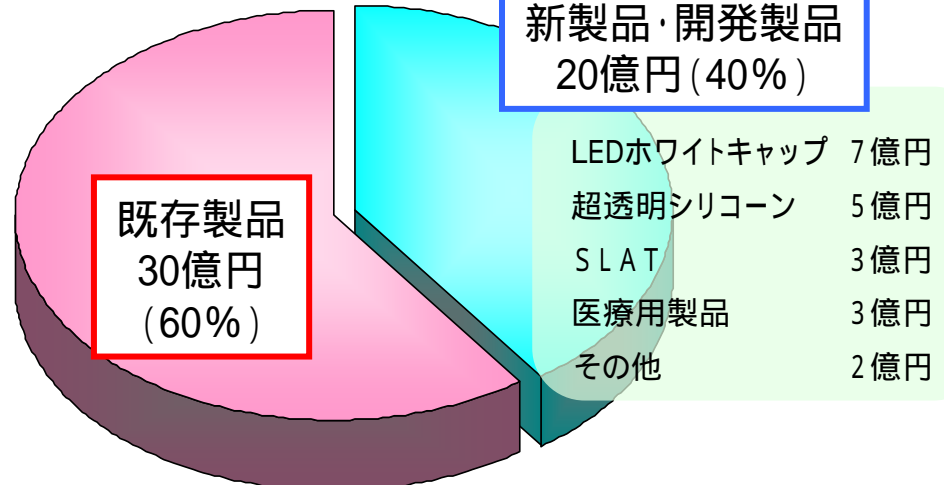 新製品・開発製品
20億円(40%)
LEDホワイトキャップ 7億円
超透明シリコーン 5億円
SLAT 3億円
医療用製品 3億円
その他 2億円
既存製品
30億円
(60%)